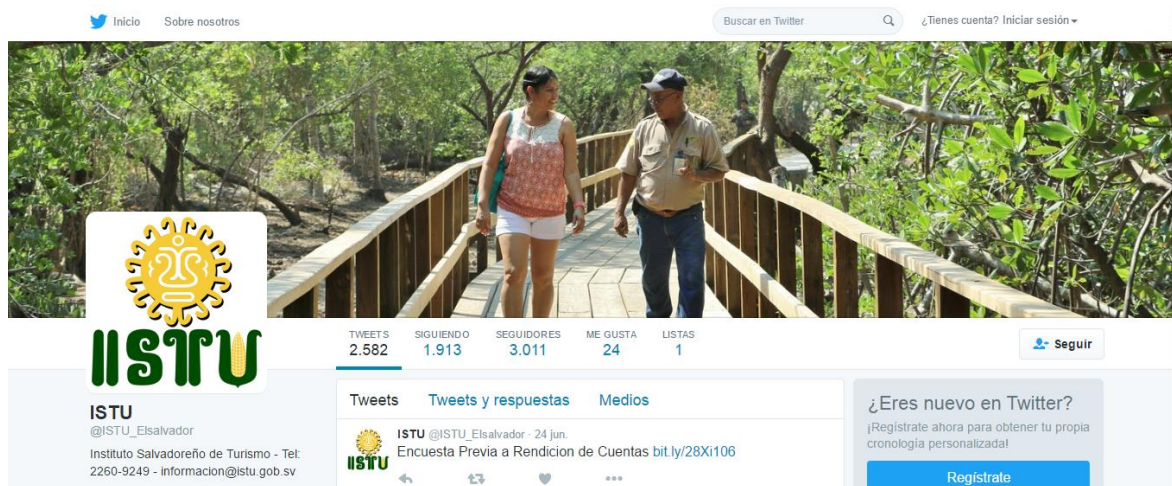 Inicio Sobre nosotros Buscar en Twitter ¿Tienes cuenta? Iniciar sesión
IISTU
TWEETS SIGUIENDO SEGUIDORES ME GUSTA LISTAS
2.582 1.913 3.011 24 1
Seguir
ISTU
@ISTU_Elsalvador
Instituto Salvadoreño de Turismo - Tel:
2260-9249 - informacion@istu.gob.sv
Tweets Tweets y respuestas Medios
ISTU @ISTU_Elsalvador · 24 jun.
Encuesta Previa a Rendicion de Cuentas bit.ly/28Xi106
IISTU
¿Eres nuevo en Twitter?
¡Regístrate ahora para obtener tu propia
cronología personalizada!
Regístrate